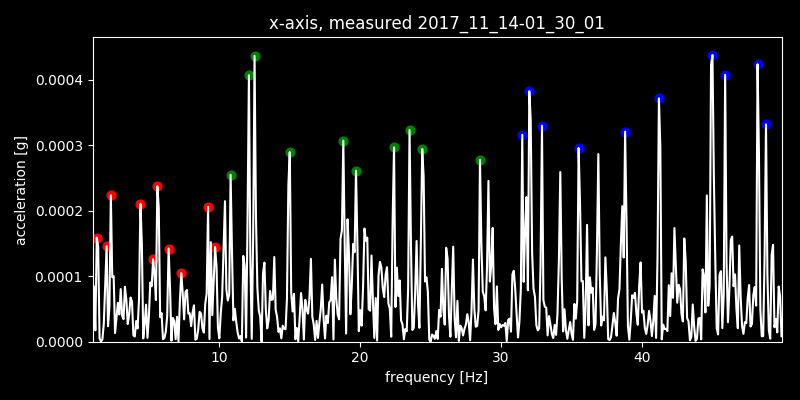 x-axis, measured 2017_11_14-01_30_01
0.0004
0.0003
0.0002
0.0001
0.0000
acceleration [g]
10 20 30 40
frequency [Hz]